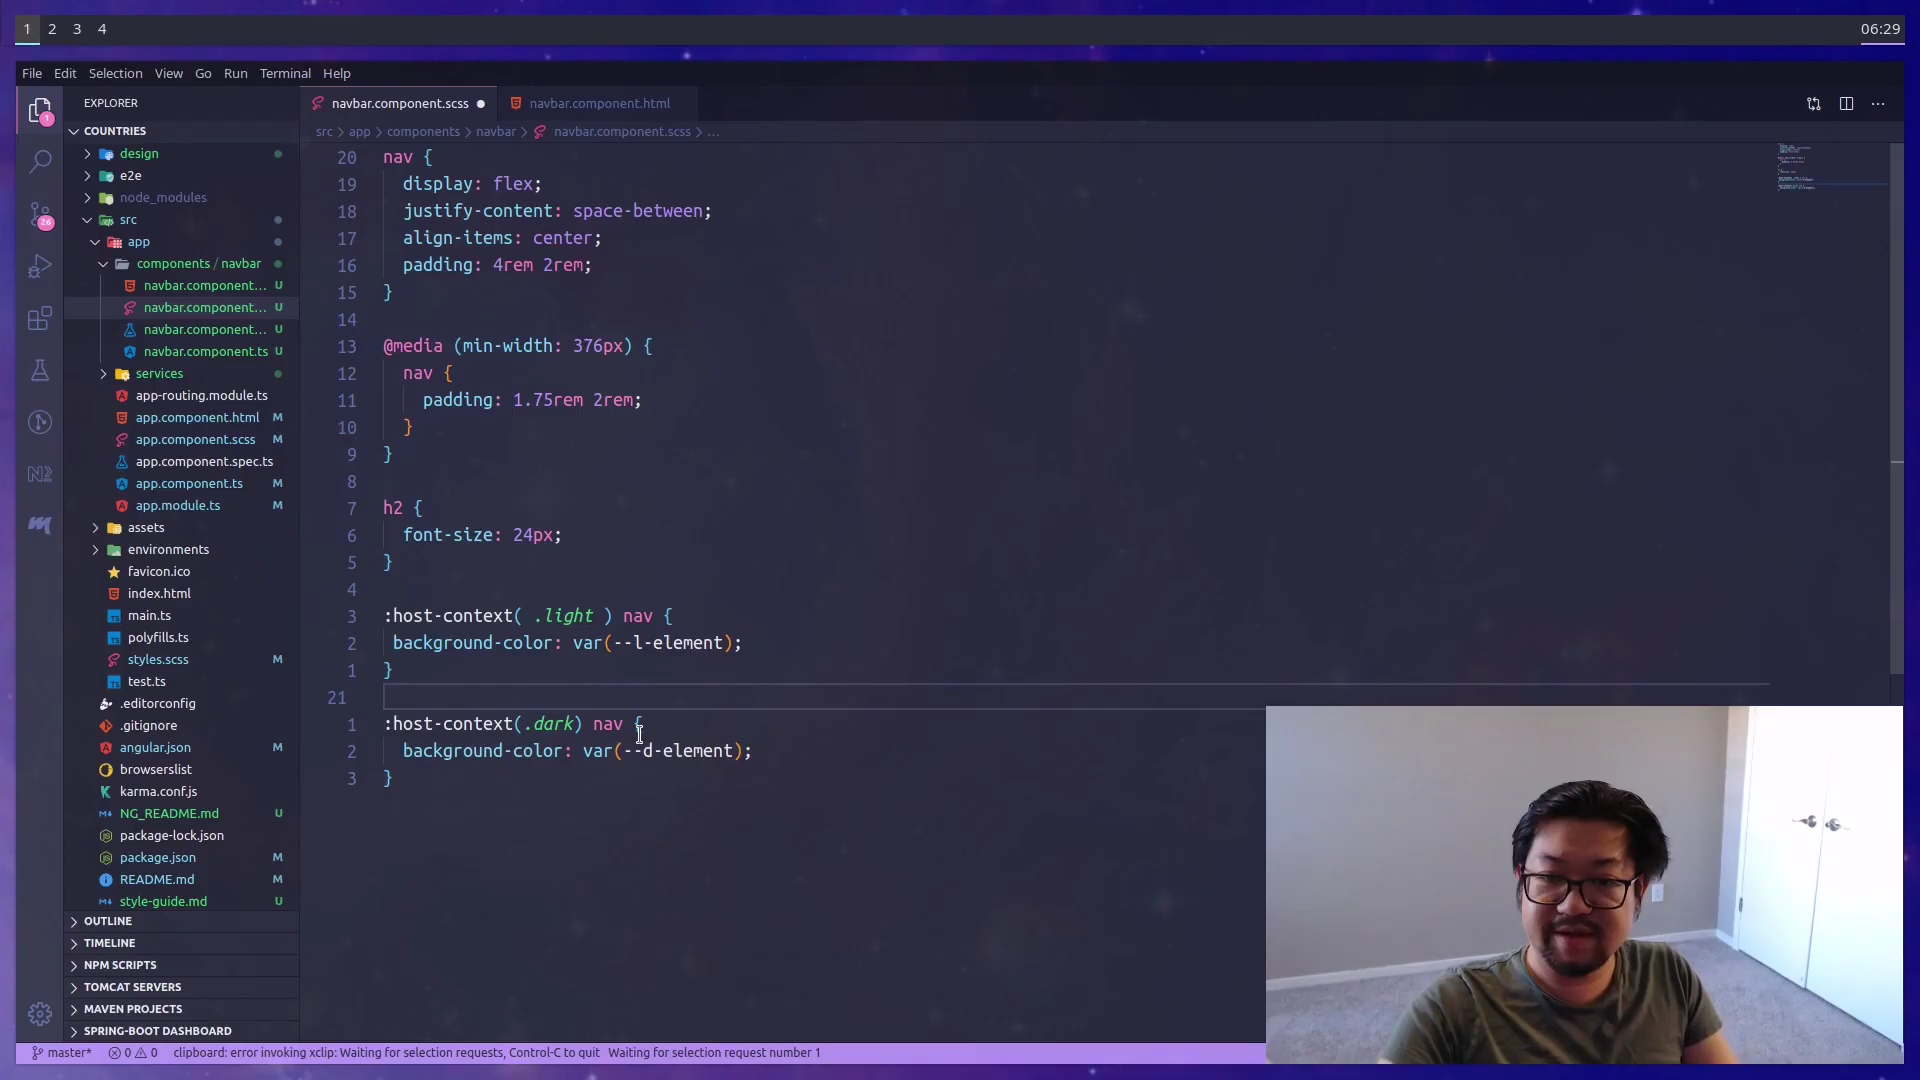 1 2 3 4
06:29
File Edit Selection View Go Run Terminal Help
EXPLORER
COUNTRIES
design
e2e
node_modules
src
app
components / navbar
navbar.component... U
navbar.component... U
navbar.component... U
navbar.component.ts U
services
app-routing.module.ts
app.component.html M
app.component.scss M
app.component.spec.ts
app.component.ts M
app.module.ts M
assets
environments
favicon.ico
index.html
main.ts
polyfills.ts
styles.scss M
test.ts
.editorconfig
.gitignore
angular.json M
browserslist
karma.conf.js
NG_README.md U
package-lock.json
package.json M
README.md M
style-guide.md U
OUTLINE
TIMELINE
NPM SCRIPTS
TOMCAT SERVERS
MAVEN PROJECTS
SPRING-BOOT DASHBOARD
1
26
navbar.component.scss navbar.component.html
src > app > components > navbar > navbar.component.scss > ...
20 nav {
19 display: flex;
18 justify-content: space-between;
17 align-items: center;
16 padding: 4rem 2rem;
15 }
14
13 @media (min-width: 376px) {
12 nav {
11 padding: 1.75rem 2rem;
10 }
9 }
8
7 h2 {
6 font-size: 24px;
5 }
4
3 :host-context( .light ) nav {
2 background-color: var(--l-element);
1 }
21
1 :host-context(.dark) nav {
2 background-color: var(--d-element);
3 }
master* 0 0 clipboard: error invoking xclip: Waiting for selection requests, Control-C to quit Waiting for selection request number 1